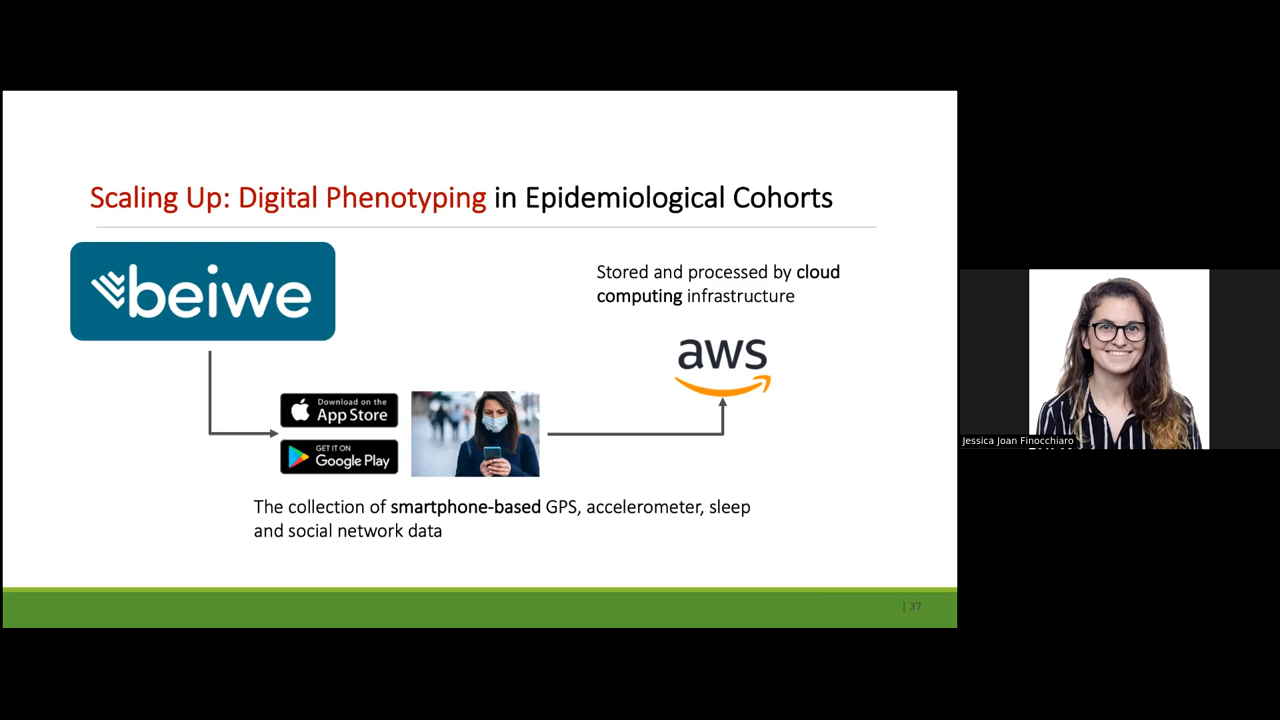 Scaling Up: Digital Phenotyping in Epidemiological Cohorts
beiwe
Stored and processed by cloud
computing infrastructure
aws
Download on the
App Store
GET IT ON
Google Play
The collection of smartphone-based GPS, accelerometer, sleep
and social network data
| 37
Jessica Joan Finocchiaro